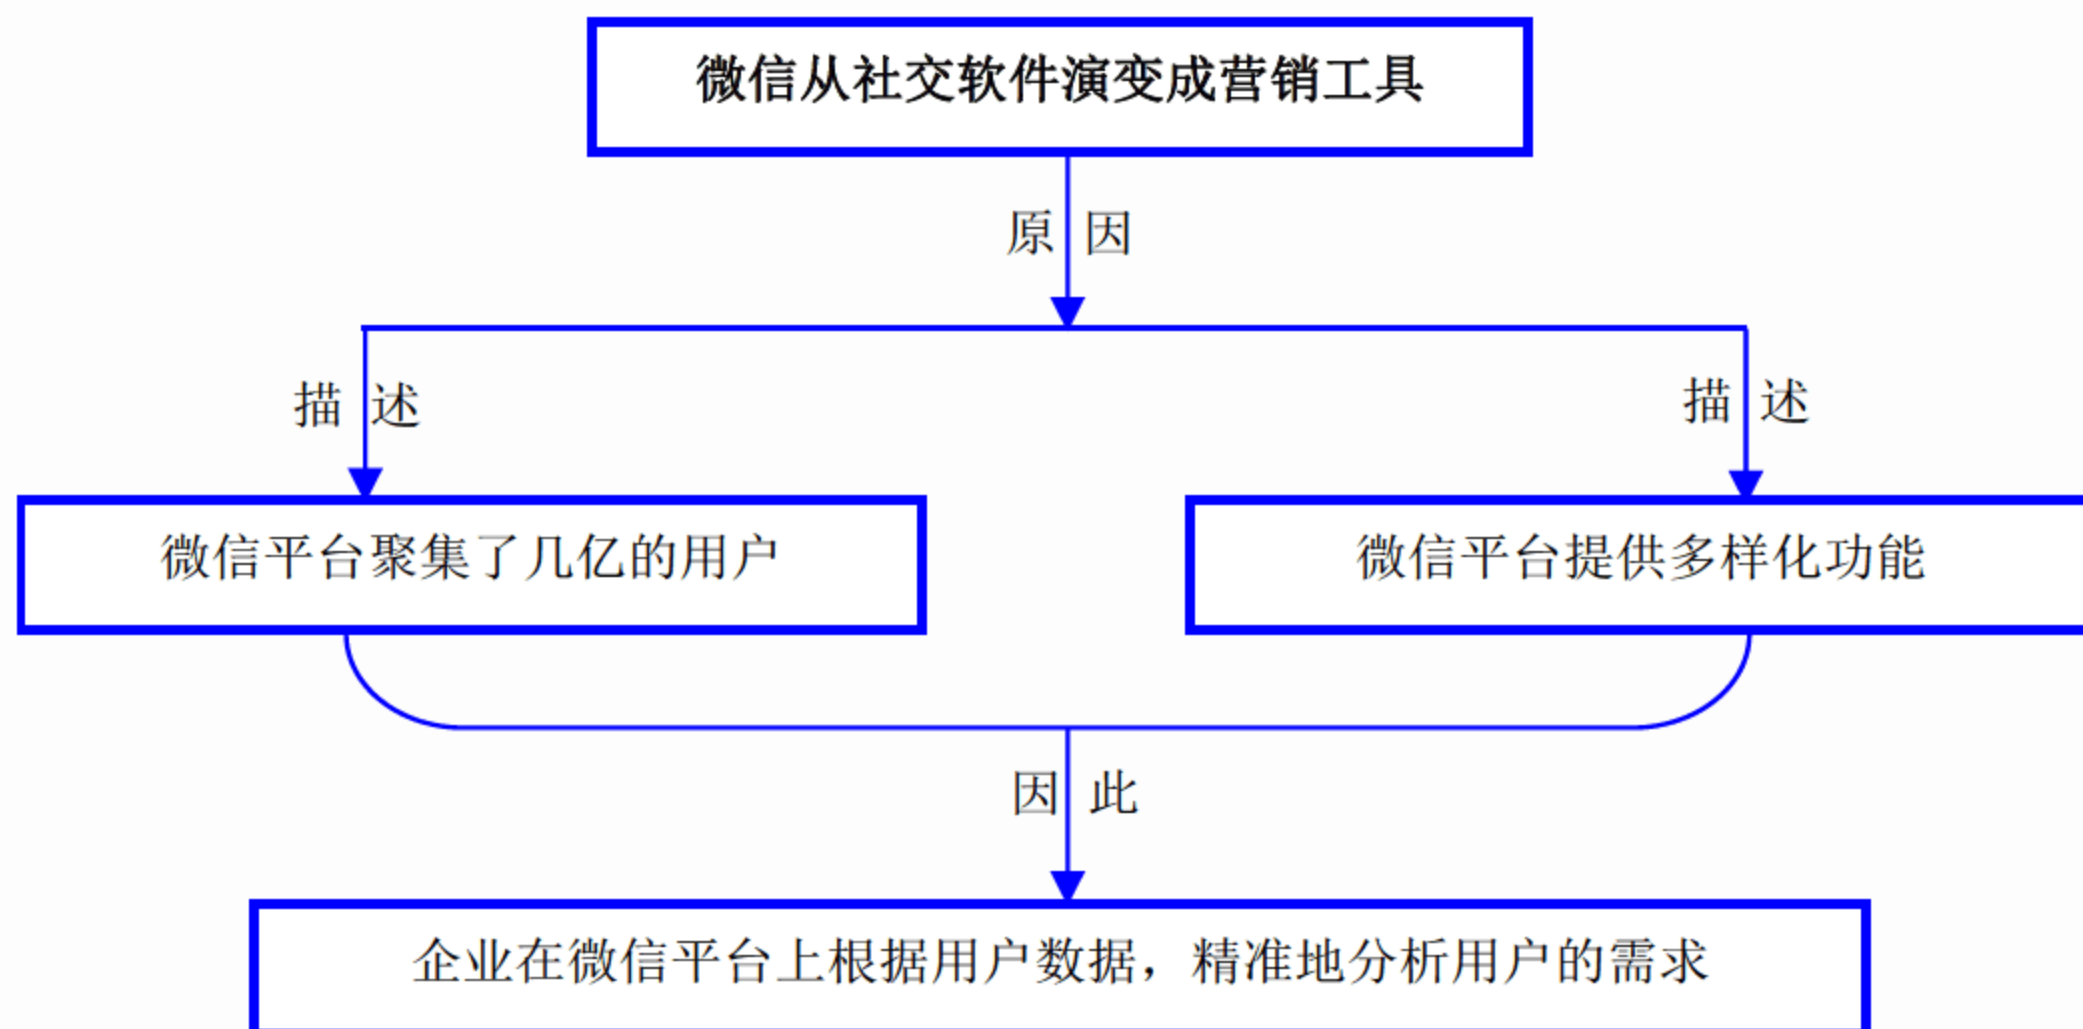 微信从社交软件演变成营销工具
原因
描述
描述
微信平台聚集了几亿的用户
微信平台提供多样化功能
因此
企业在微信平台上根据用户数据，精准地分析用户的需求